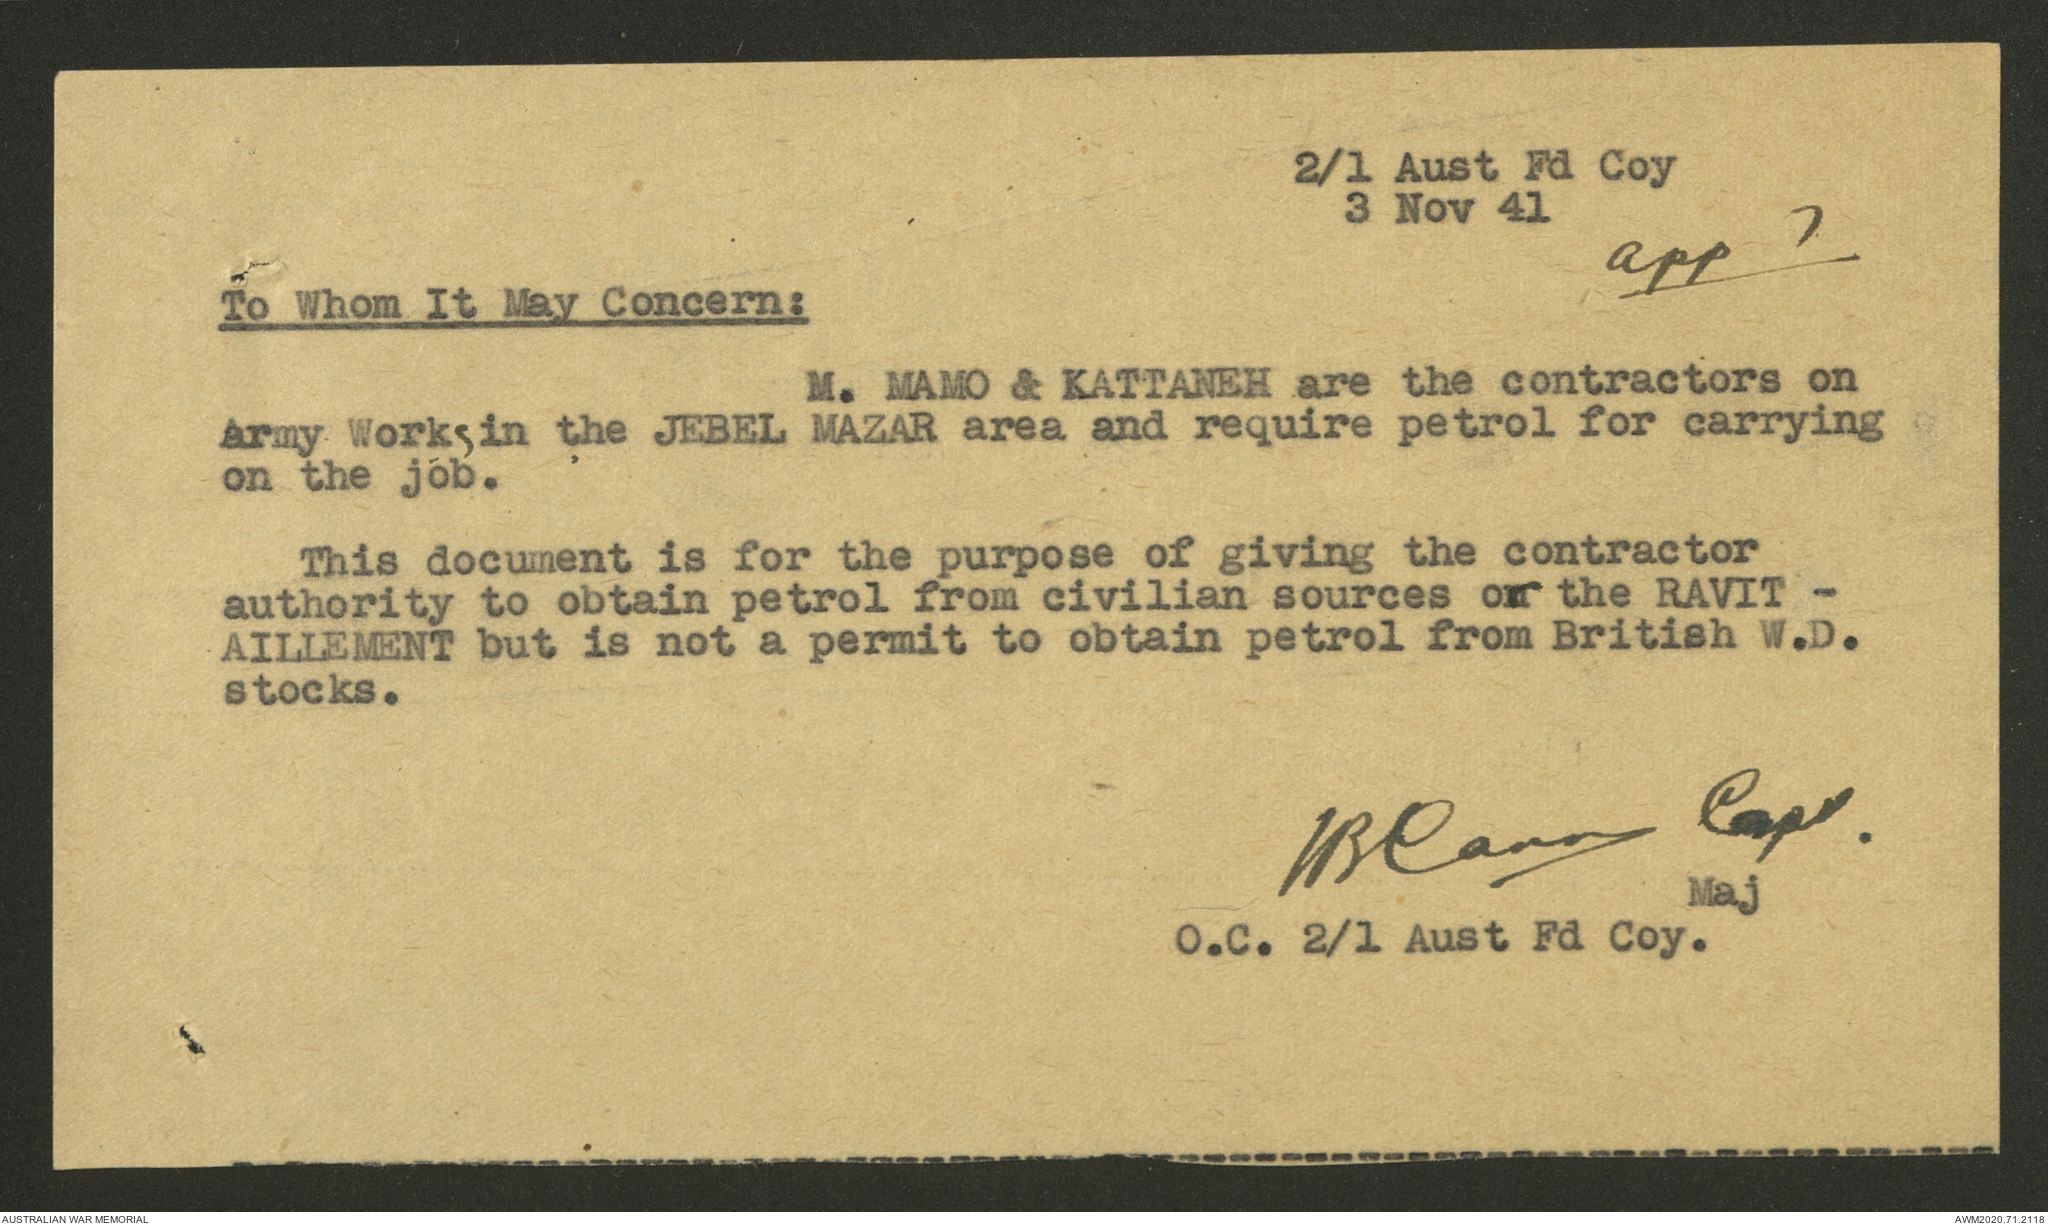 2/1 Aust Fd Coy
3 Nov 41
app 7
To Whom It May Concern:
M. MAMO & KATTANEH are the contractors on
Army Works in the JEBEL MAZAR area and require petrol for carrying
on the job.
This document is for the purpose of giving the contractor
authority to obtain petrol from civilian sources or the RAVIT -
AILLEMENT but is not a permit to obtain petrol from British W.D.
stocks.
Capt.
Maj
O.C. 2/1 Aust Fd Coy.
AUSTRALIAN WAR MEMORIAL
AWM2020.71.2118